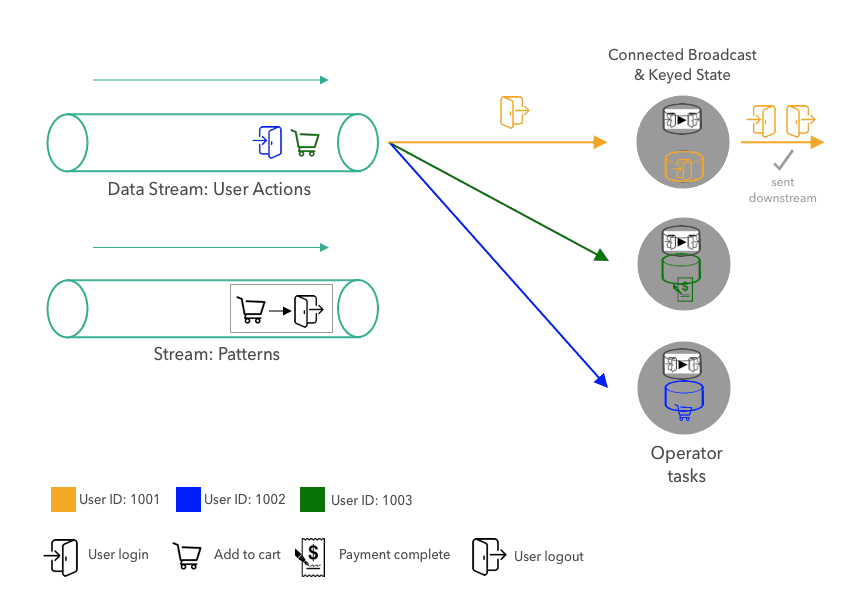 Connected Broadcast
& Keyed State
Data Stream: User Actions
sent
downstream
Stream: Patterns
Operator
tasks
User ID: 1001
User ID: 1002
User ID: 1003
User login
Add to cart
$
Payment complete
User logout